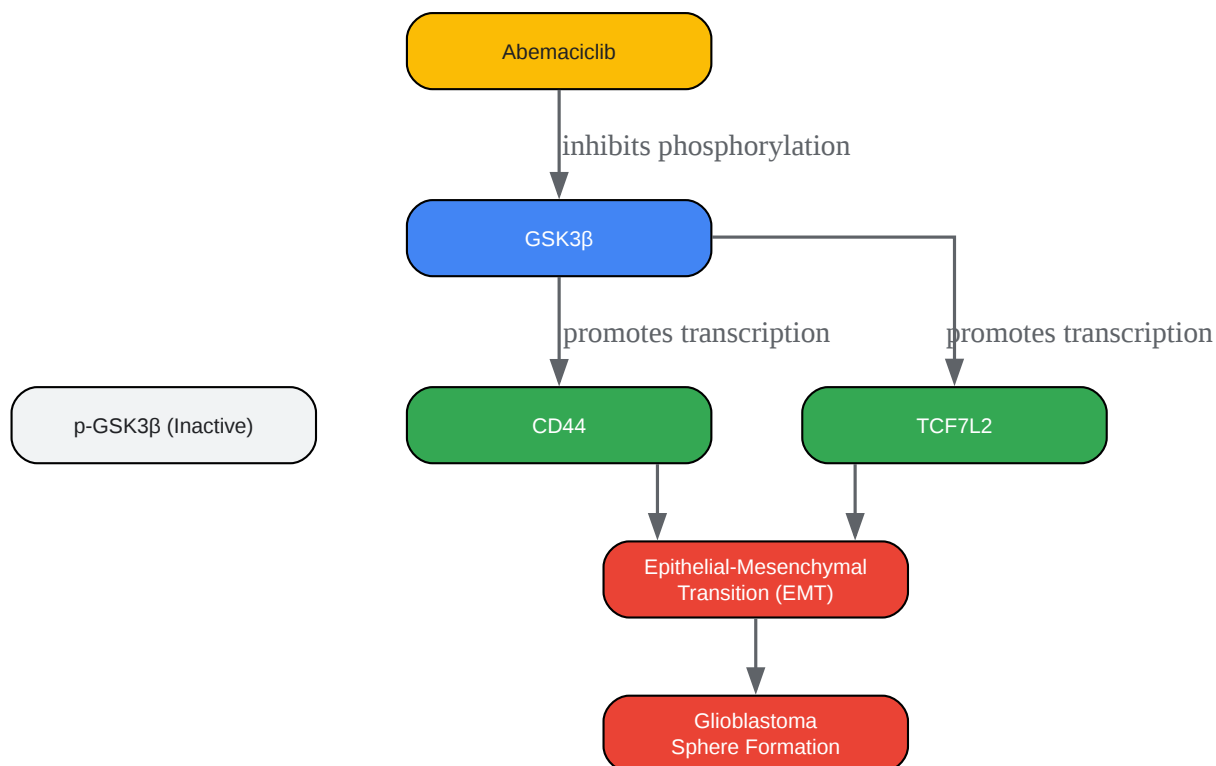 Abemaciclib
inhibits phosphorylation
GSK3β
promotes transcription
promotes transcription
p-GSK3β (Inactive)
CD44
TCF7L2
Epithelial-Mesenchymal
Transition (EMT)
Glioblastoma
Sphere Formation